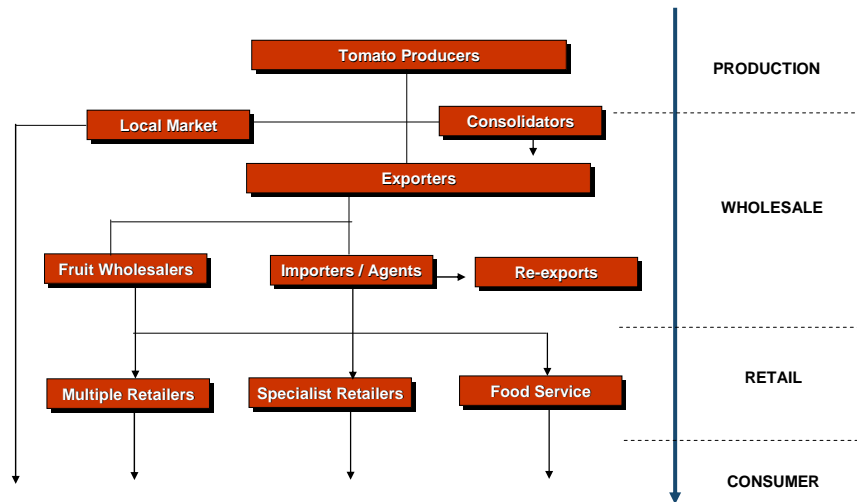 Tomato Producers
PRODUCTION
Local Market
Consolidators
Exporters
WHOLESALE
Fruit Wholesalers
Importers / Agents
Re-exports
Multiple Retailers
Specialist Retailers
Food Service
RETAIL
CONSUMER